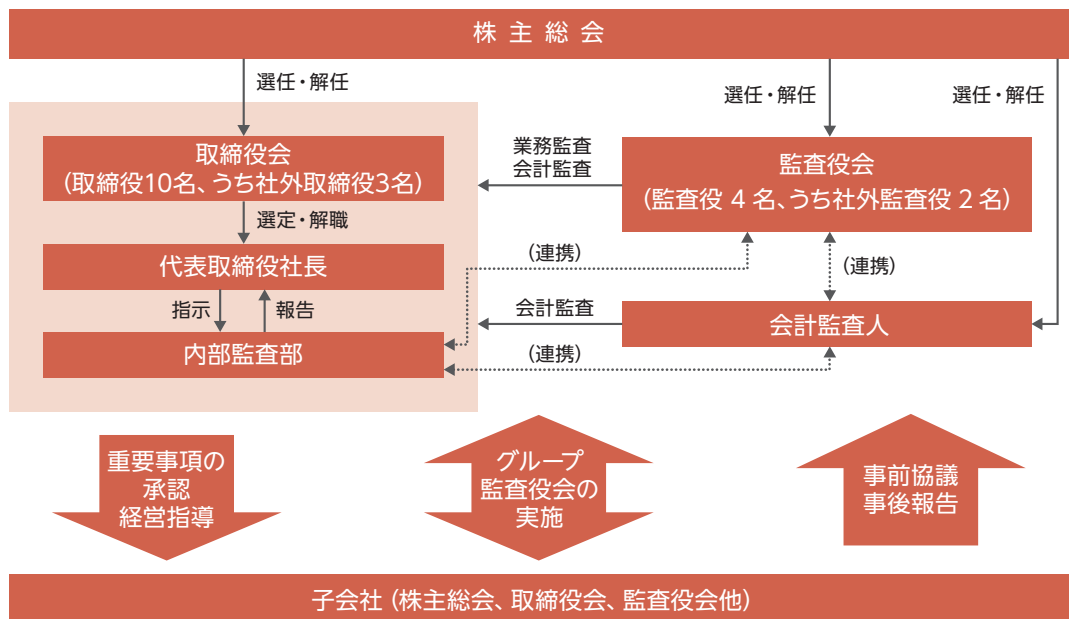 株主総会
選任・解任
選任・解任
選任・解任
取締役会
(取締役10名、うち社外取締役3名)
業務監査
会計監査
監査役会
(監査役 4 名、うち社外監査役 2 名)
選定・解職
代表取締役社長
(連携)
(連携)
指示
報告
会計監査
会計監査人
内部監査部
(連携)
重要事項の
承認
経営指導
グループ
監査役会の
実施
事前協議
事後報告
子会社 (株主総会、取締役会、監査役会他)